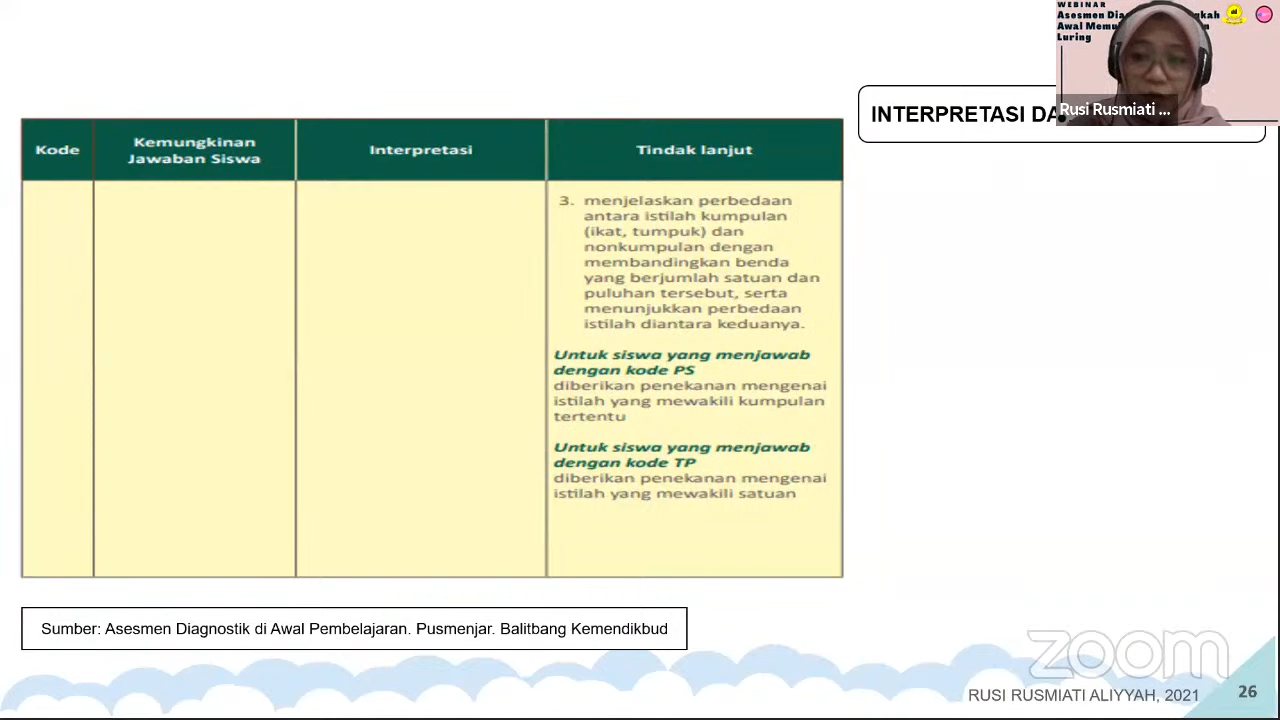 WEBINAR
Asesmen
Awal
Luring
Rusi Rusmiati ...
INTERPRETASI
Kode
Kemungkinan
Jawaban Siswa
Interpretasi
Tindak lanjut
3. menjelaskan perbedaan
antara istilah kumpulan
(ikat, tumpuk) dan
nonkumpulan dengan
membandingkan benda
yang berjumlah satuan dan
puluhan tersebut, serta
menunjukkan perbedaan
istilah diantara keduanya.
Untuk siswa yang menjawab
dengan kode PS
diberikan penekanan mengenai
istilah yang mewakili kumpulan
tertentu
Untuk siswa yang menjawab
dengan kode TP
diberikan penekanan mengenai
istilah yang mewakili satuan
Sumber: Asesmen Diagnostik di Awal Pembelajaran. Pusmenjar. Balitbang Kemendikbud
zoom
RUSI RUSMIATI ALIYYAH, 2021
26